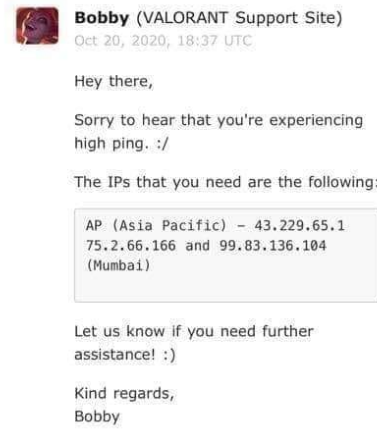 Bobby (VALORANT Support Site)
Oct 20, 2020, 18:37 UTC
Hey there,
Sorry to hear that you're experiencing
high ping. :/
The IPs that you need are the following:
AP (Asia Pacific) – 43.229.65.1
75.2.66.166 and 99.83.136.104
(Mumbai)
Let us know if you need further
assistance! :)
Kind regards,
Bobby